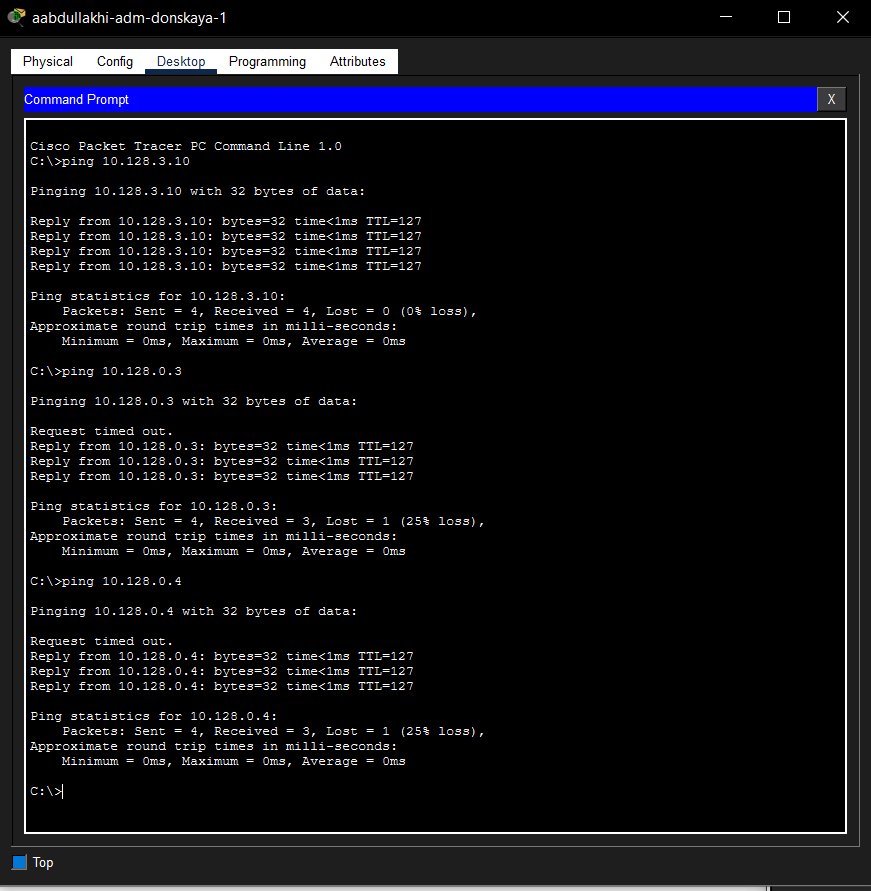 aabdullakhi-adm-donskaya-1
Physical Config Desktop Programming Attributes
Command Prompt X
Cisco Packet Tracer PC Command Line 1.0
C:\>ping 10.128.3.10
Pinging 10.128.3.10 with 32 bytes of data:
Reply from 10.128.3.10: bytes=32 time<1ms TTL=127
Reply from 10.128.3.10: bytes=32 time<1ms TTL=127
Reply from 10.128.3.10: bytes=32 time<1ms TTL=127
Reply from 10.128.3.10: bytes=32 time<1ms TTL=127
Ping statistics for 10.128.3.10:
Packets: Sent = 4, Received = 4, Lost = 0 (0% loss),
Approximate round trip times in milli-seconds:
Minimum = 0ms, Maximum = 0ms, Average = 0ms
C:\>ping 10.128.0.3
Pinging 10.128.0.3 with 32 bytes of data:
Request timed out.
Reply from 10.128.0.3: bytes=32 time<1ms TTL=127
Reply from 10.128.0.3: bytes=32 time<1ms TTL=127
Reply from 10.128.0.3: bytes=32 time<1ms TTL=127
Ping statistics for 10.128.0.3:
Packets: Sent = 4, Received = 3, Lost = 1 (25% loss),
Approximate round trip times in milli-seconds:
Minimum = 0ms, Maximum = 0ms, Average = 0ms
C:\>ping 10.128.0.4
Pinging 10.128.0.4 with 32 bytes of data:
Request timed out.
Reply from 10.128.0.4: bytes=32 time<1ms TTL=127
Reply from 10.128.0.4: bytes=32 time<1ms TTL=127
Reply from 10.128.0.4: bytes=32 time<1ms TTL=127
Ping statistics for 10.128.0.4:
Packets: Sent = 4, Received = 3, Lost = 1 (25% loss),
Approximate round trip times in milli-seconds:
Minimum = 0ms, Maximum = 0ms, Average = 0ms
C:\>
Top